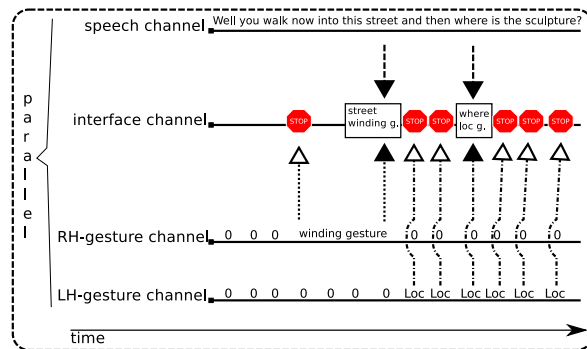 speech channel Well you walk now into this street and then where is the sculpture?
parallel
interface channel STOP street winding g. STOP STOP where loc g. STOP STOP STOP
RH-gesture channel 0 0 0 winding gesture 0 0 0 0 0 0
LH-gesture channel 0 0 0 0 0 0 0 Loc Loc Loc Loc Loc Loc
time